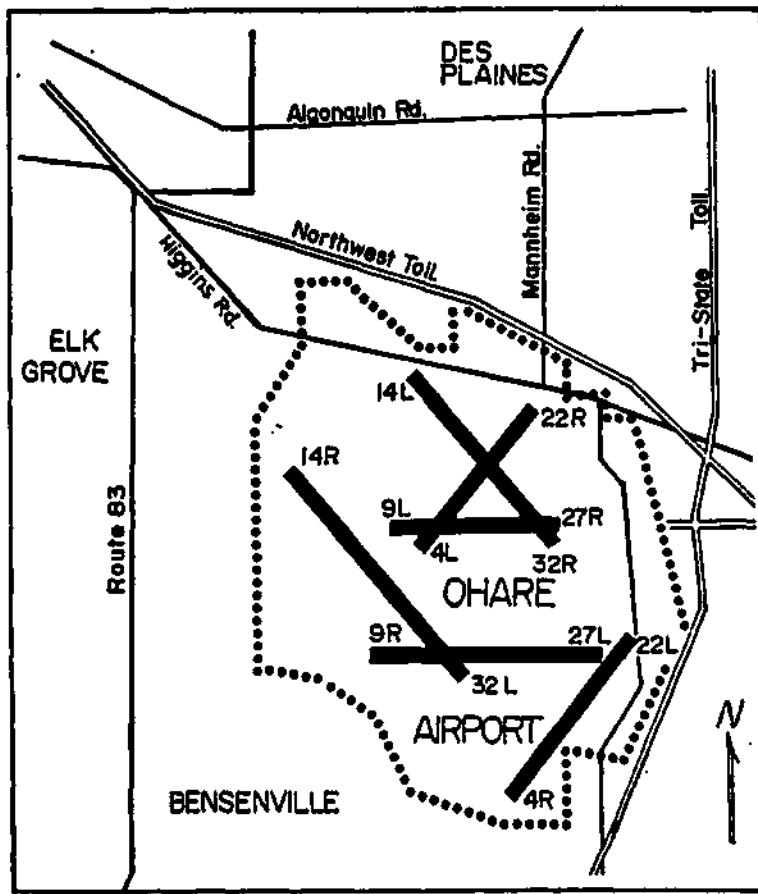 DES
PLAINES
Algonquin Rd.
Mannheim Rd.
Tri-State Toll.
Northwest Toll.
Higgins Rd.
ELK
GROVE
14L
22R
14R
Route 83
9L
27R
4L
32R
OHARE
9R
27L
22L
32L
AIRPORT
N
4R
BENSENVILLE